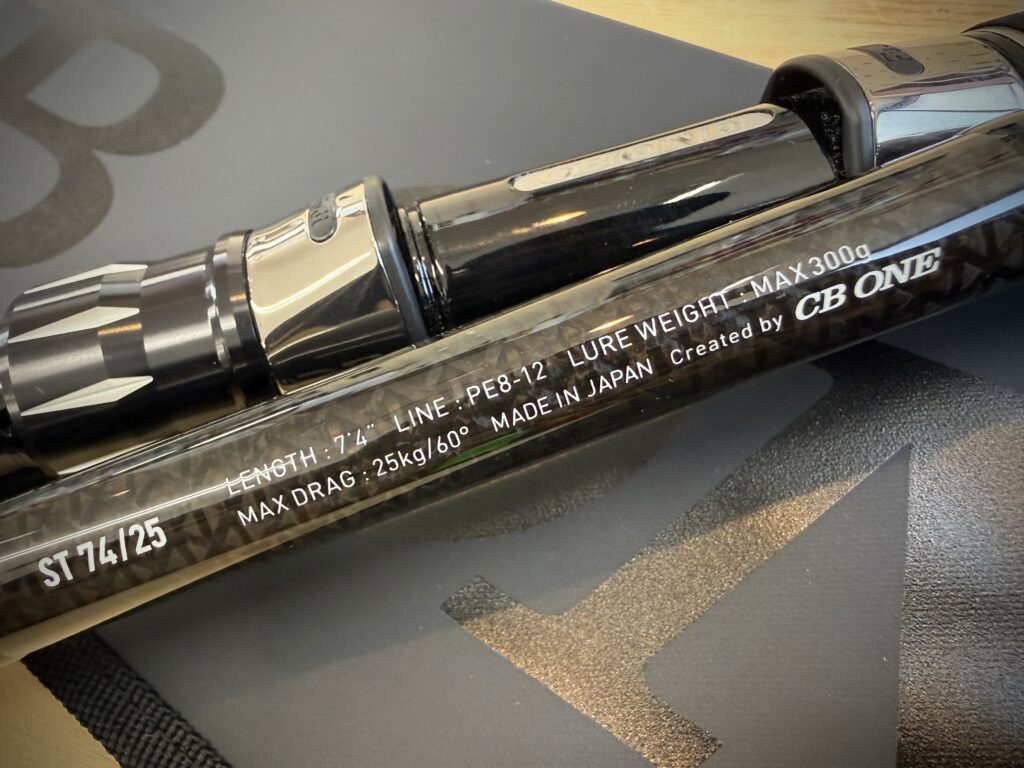 ST 74/25
LENGTH : 7'4" LINE : PE8-12 LURE WEIGHT : MAX 300g
MAX DRAG : 25kg/60° MADE IN JAPAN Created by CB ONE